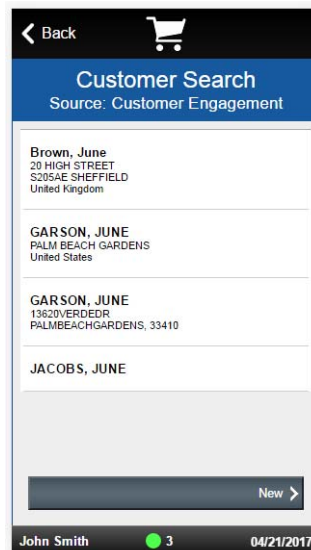 Back
Customer Search
Source: Customer Engagement
Brown, June
20 HIGH STREET
S205AE SHEFFIELD
United Kingdom
GARSON, JUNE
PALM BEACH GARDENS
United States
GARSON, JUNE
13620VERDEDR
PALMBEACHGARDENS, 33410
JACOBS, JUNE
New
John Smith 3 04/21/2017